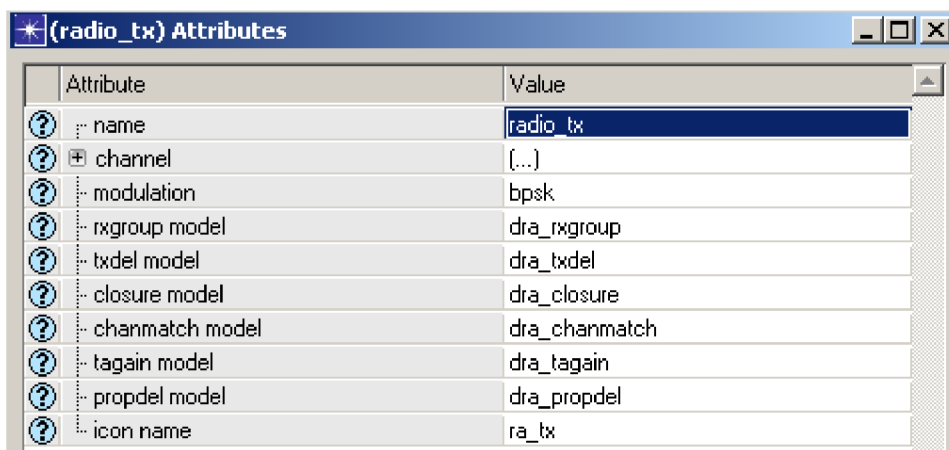 (radio_tx) Attributes
Attribute Value
name radio_tx
channel (...)
modulation bpsk
rxgroup model dra_rxgroup
txdel model dra_txdel
closure model dra_closure
chanmatch model dra_chanmatch
tagain model dra_tagain
propdel model dra_propdel
icon name ra_tx